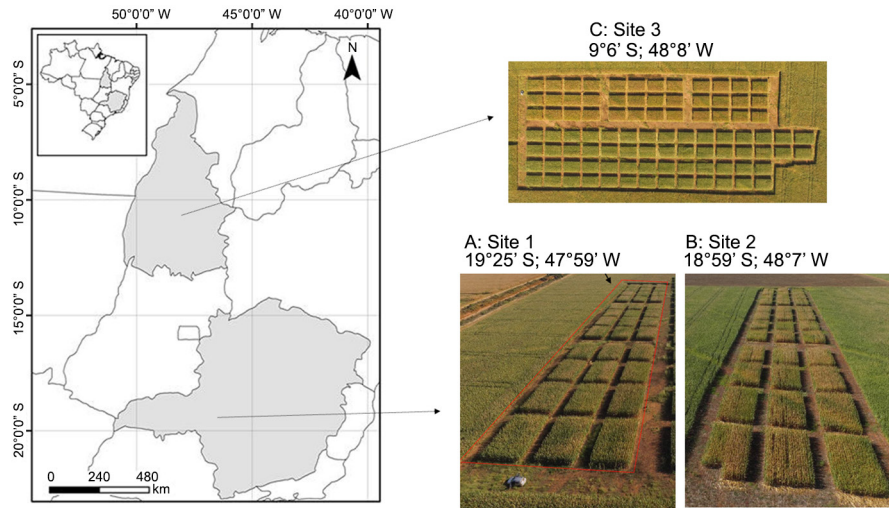 50°0'0" W
45°0'0" W
40°0'0" W
N
5°0'0" S
10°0'0" S
15°0'0" S
20°0'0" S
0 240 480
km
C: Site 3
9°6' S; 48°8' W
A: Site 1
19°25' S; 47°59' W
B: Site 2
18°59' S; 48°7' W